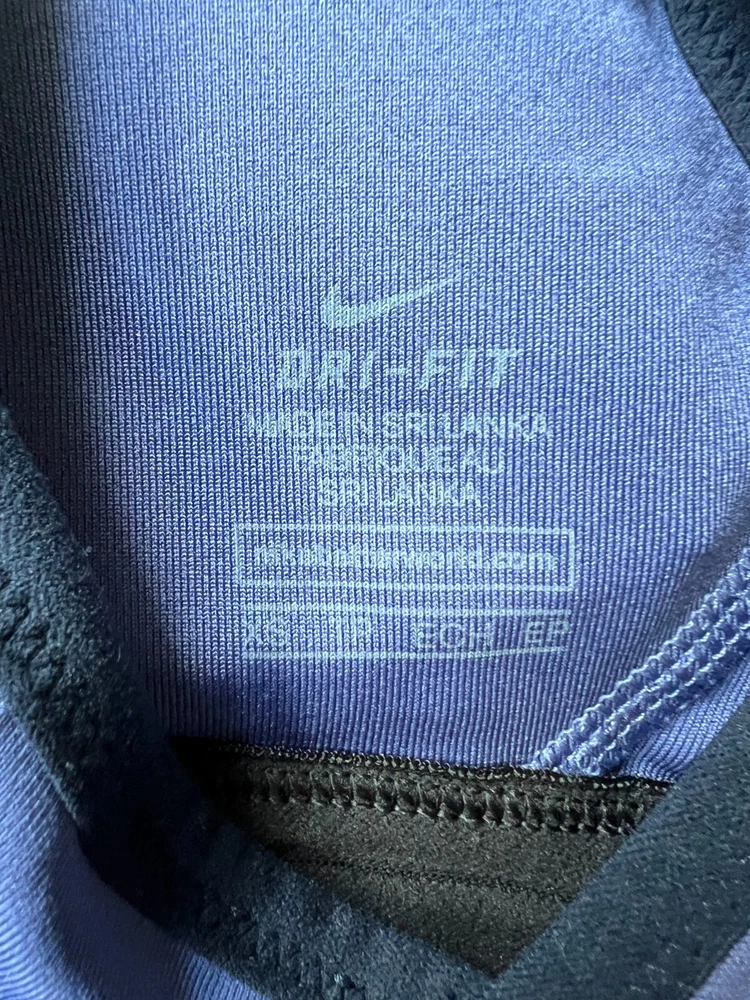 DRI-FIT
MADE IN SRI LANKA
FABRIQUE AU
SRI LANKA
nikebetterworld.com
XS TP ECH EP